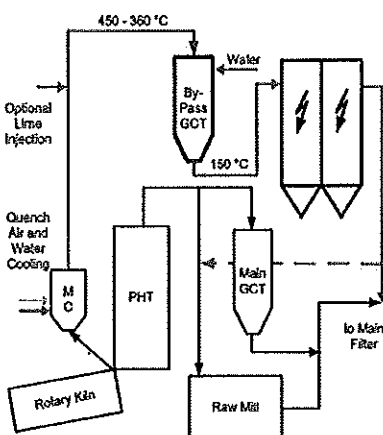 450 - 360 °C
Water
By-
Pass
GCT
Optional
Lime
Injection
150 °C
Quench
Air and
Water
Cooling
M
C
PHT
Main
GCT
to Main
Filter
Rotary Kiln
Raw Mill